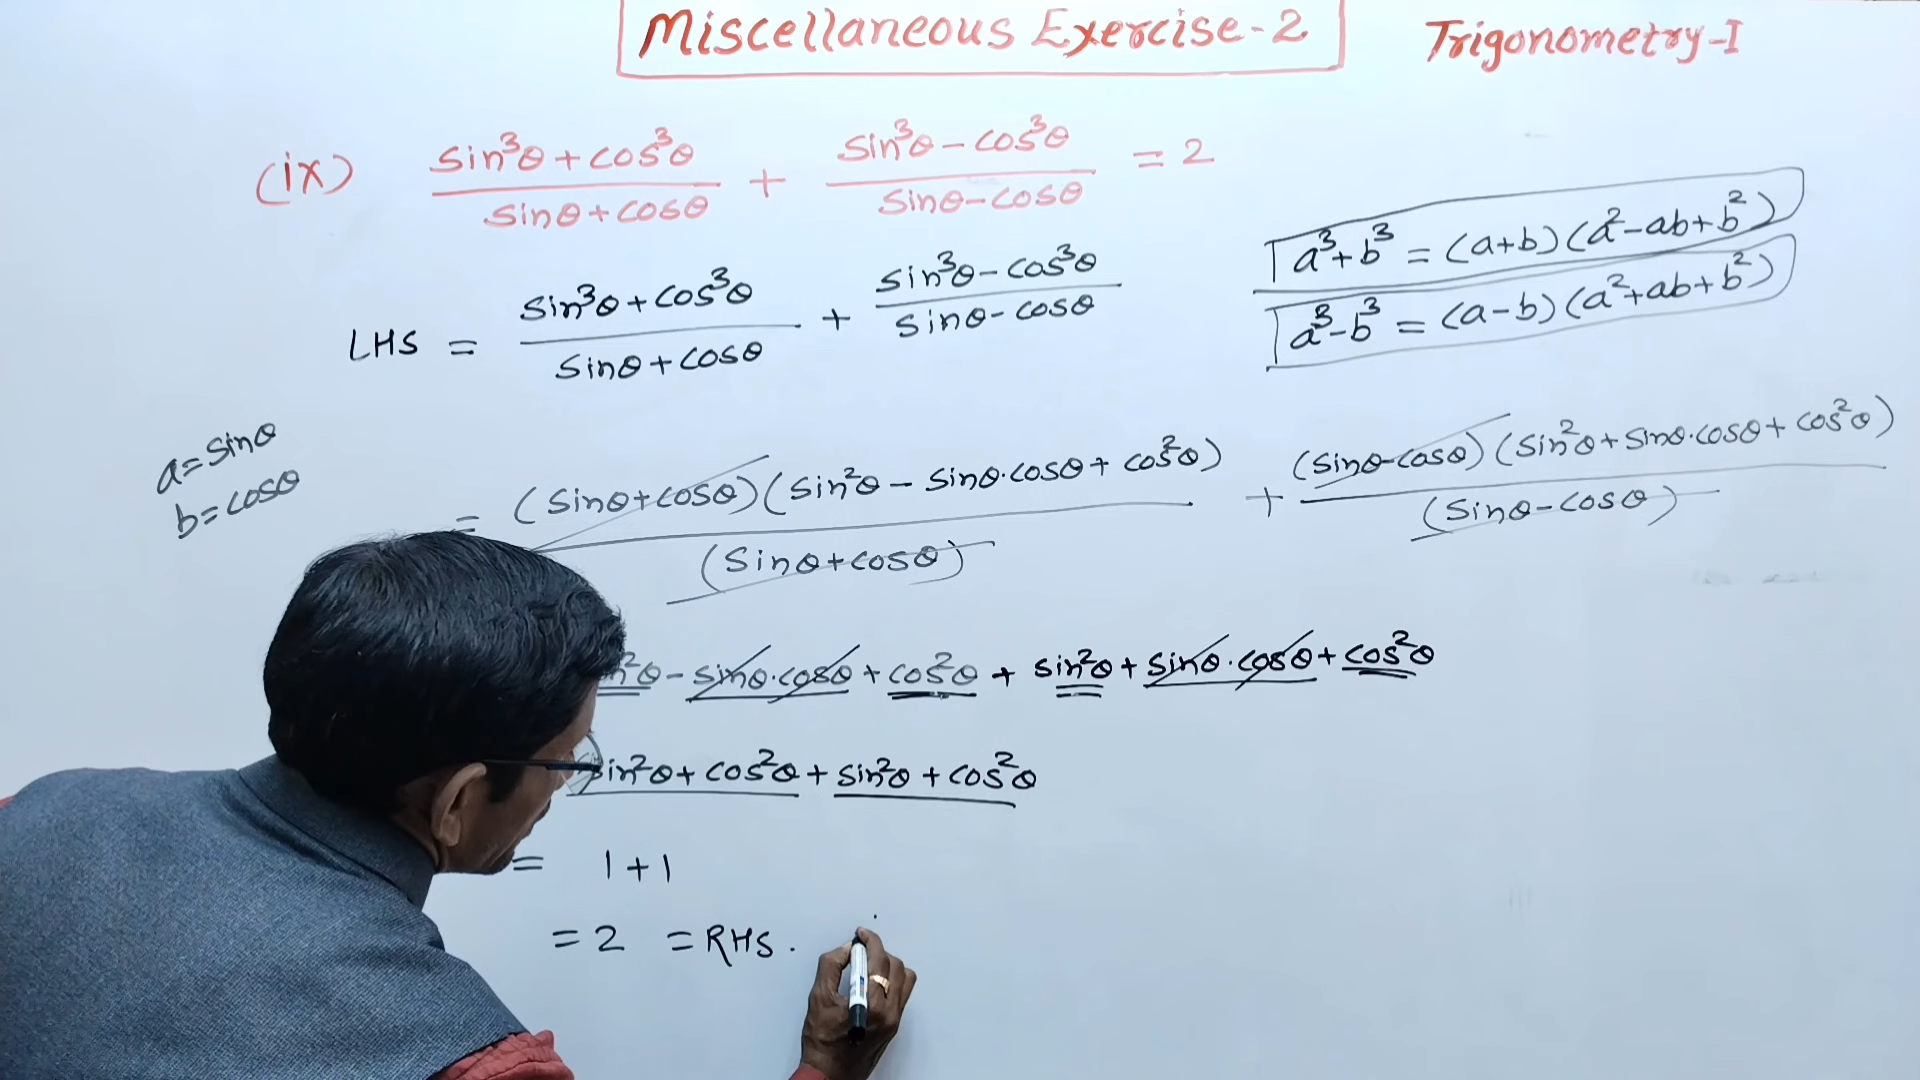 Miscellaneous Exercise-2
Trigonometry-I
(ix) (sin³θ+cos³θ)/(sinθ+cosθ) + (sin³θ-cos³θ)/(sinθ-cosθ) = 2
a³+b³ = (a+b)(a²-ab+b²)
a³-b³ = (a-b)(a²+ab+b²)
LHS = (sin³θ+cos³θ)/(sinθ+cosθ) + (sin³θ-cos³θ)/(sinθ-cosθ)
a=sinθ
b=cosθ
= (sinθ+cosθ)(sin²θ-sinθ.cosθ+cos²θ)/(sinθ+cosθ) + (sinθ-cosθ)(sin²θ+sinθ.cosθ+cos²θ)/(sinθ-cosθ)
²θ-sinθ.cosθ+cos²θ+sin²θ+sinθ.cosθ+cos²θ
sin²θ+cos²θ+sin²θ+cos²θ
= 1+1
=2 =RHS.